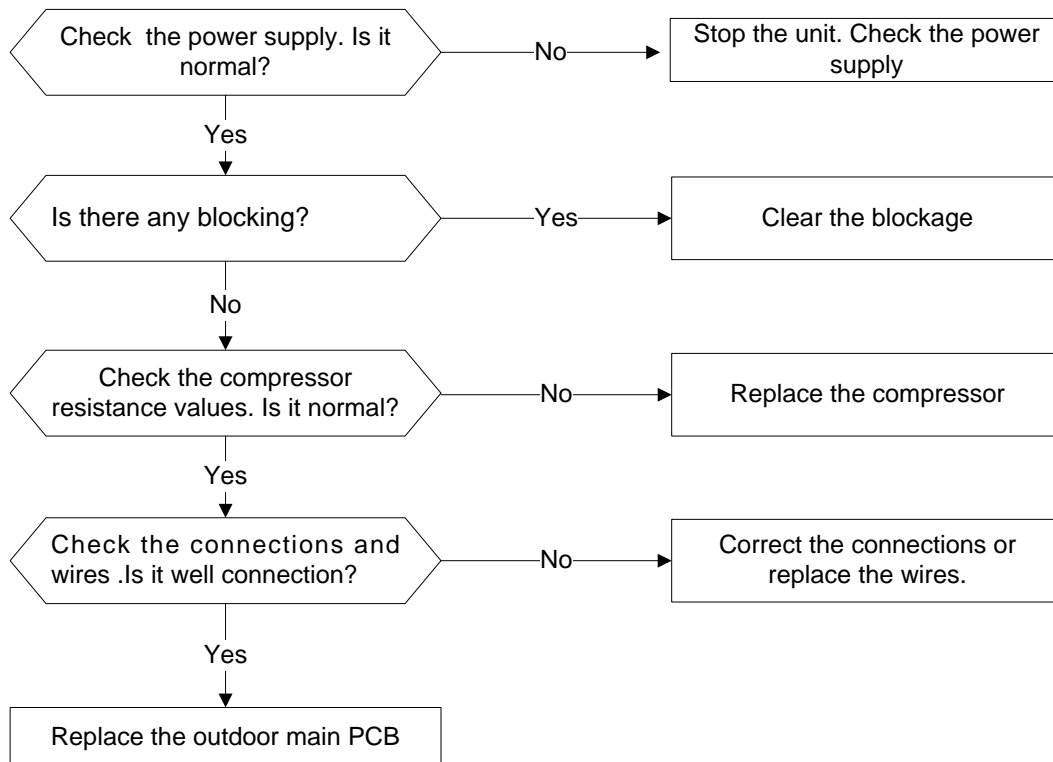 Check the power supply. Is it
normal?
No
Stop the unit. Check the power
supply
Yes
Is there any blocking?
Yes
Clear the blockage
No
Check the compressor
resistance values. Is it normal?
No
Replace the compressor
Yes
Check the connections and
wires .Is it well connection?
No
Correct the connections or
replace the wires.
Yes
Replace the outdoor main PCB